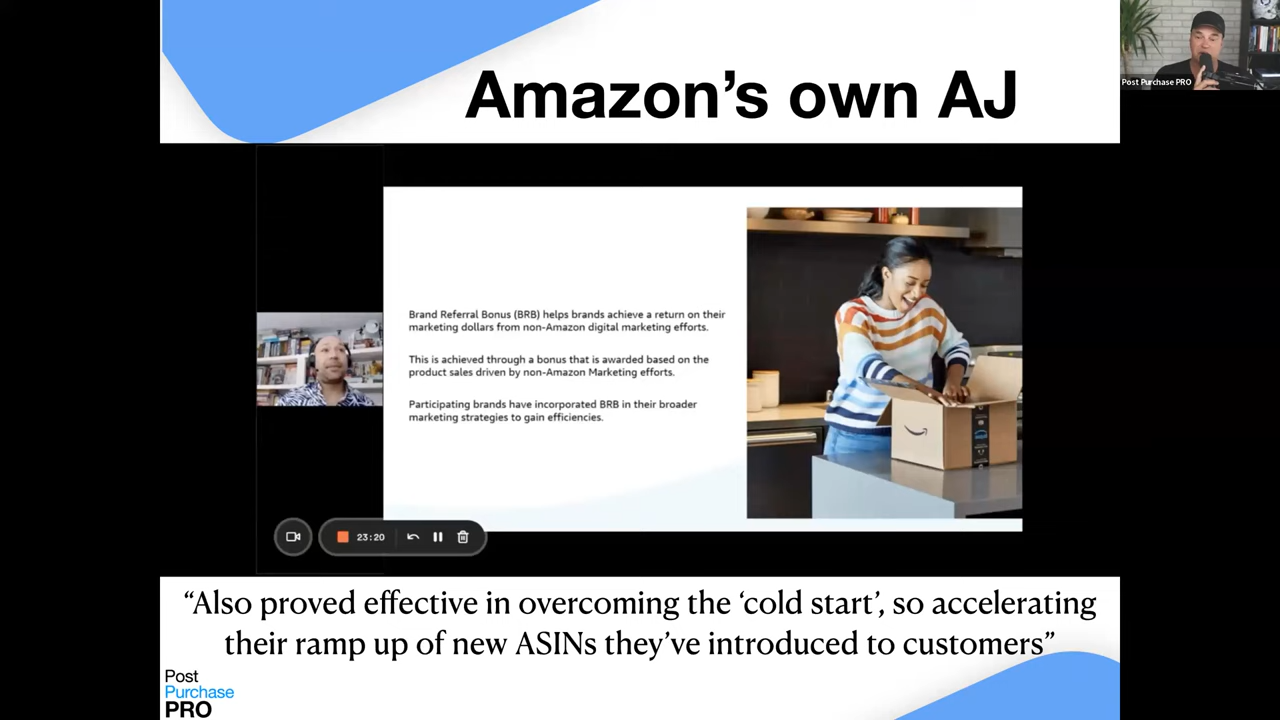 Amazon's own AJ
Post Purchase PRO
Brand Referral Bonus (BRB) helps brands achieve a return on their
marketing dollars from non-Amazon digital marketing efforts.
This is achieved through a bonus that is awarded based on the
product sales driven by non-Amazon Marketing efforts.
Participating brands have incorporated BRB in their broader
marketing strategies to gain efficiencies.
23:20
“Also proved effective in overcoming the ‘cold start’, so accelerating
their ramp up of new ASINs they’ve introduced to customers”
Post
Purchase
PRO